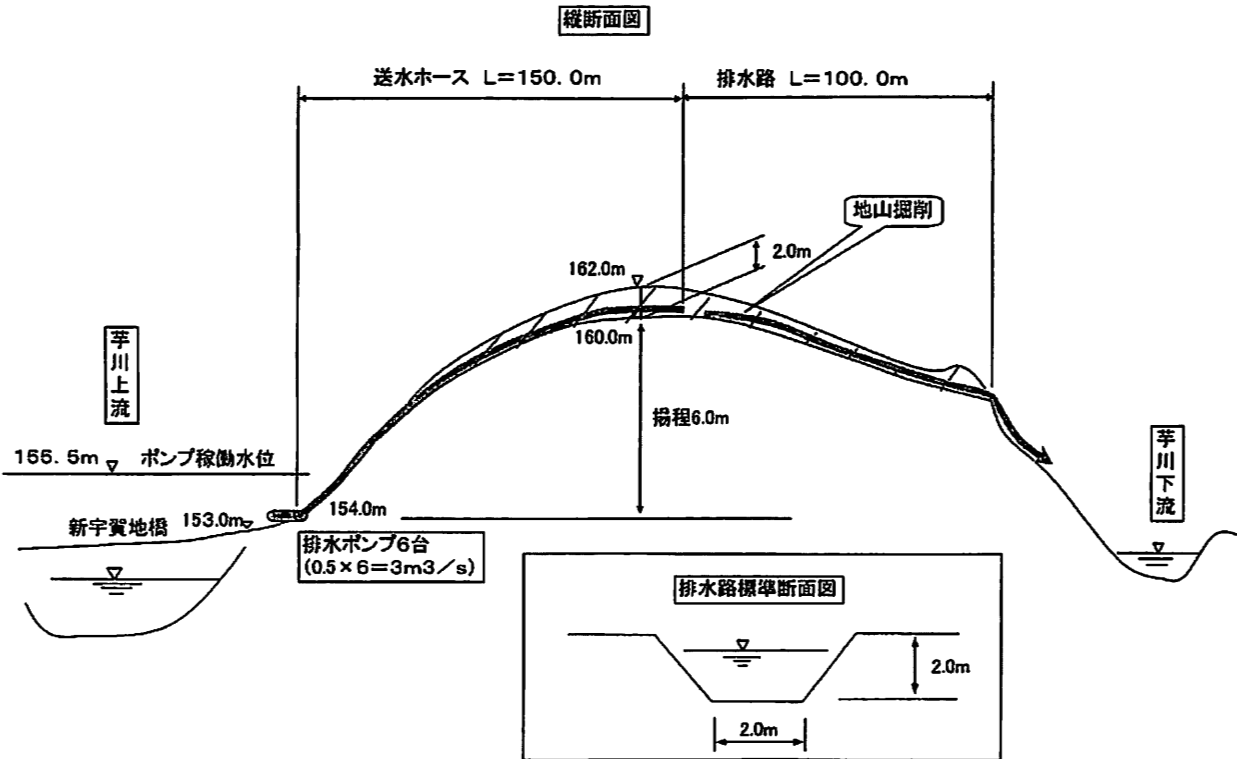 縦断面図
送水ホース L=150. 0m
排水路 L=100. 0m
地山掘削
2.0m
162.0m
160.0m
芋川上流
揚程6.0m
芋川下流
155. 5m
ポンプ稼働水位
新宇賀地橋
153.0m
154.0m
排水ポンプ6台
(0.5×6=3m3/s)
排水路標準断面図
2.0m
2.0m